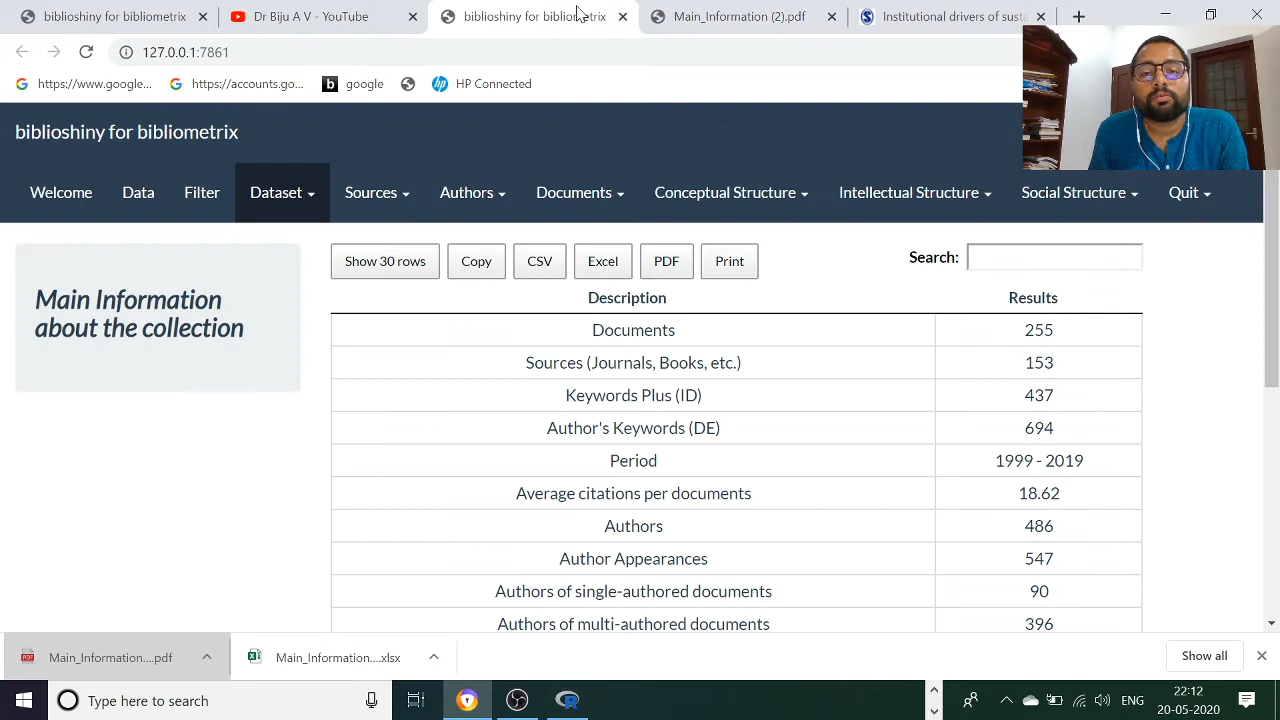 biblioshiny for bibliometrix
Dr Biju A V - YouTube
biblioshiny for bibliometrix
Main_Information (2).pdf
Institutional drivers of susta
127.0.0.1:7861
https://www.google...
https://accounts.go...
b google
hp HP Connected
biblioshiny for bibliometrix
Welcome Data Filter Dataset Sources Authors Documents Conceptual Structure Intellectual Structure Social Structure Quit
Main Information
about the collection
Show 30 rows Copy CSV Excel PDF Print Search:
Description Results
Documents 255
Sources (Journals, Books, etc.) 153
Keywords Plus (ID) 437
Author's Keywords (DE) 694
Period 1999 - 2019
Average citations per documents 18.62
Authors 486
Author Appearances 547
Authors of single-authored documents 90
Authors of multi-authored documents 396
Main_Information....pdf
Main_Information....xlsx
Show all
Type here to search
ENG
22:12
20-05-2020